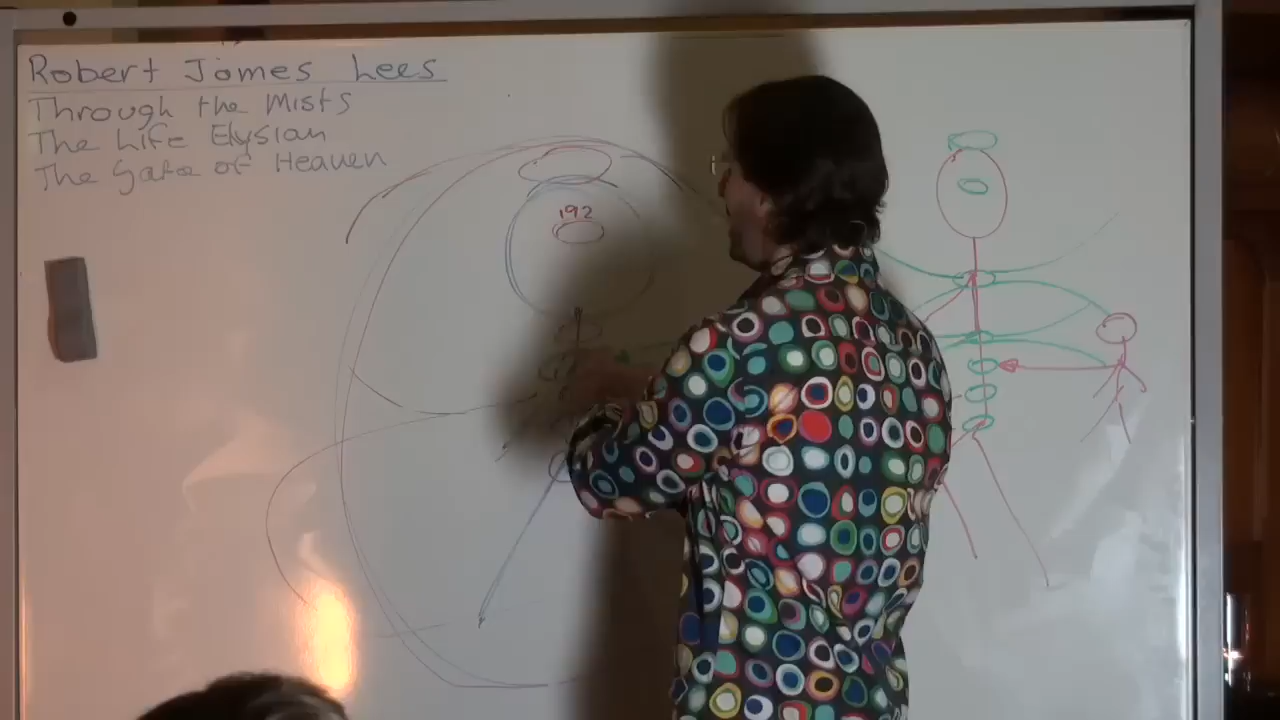 Robert James Lees
Through the Mists
The Life Elysian
The Gate of Heaven
192